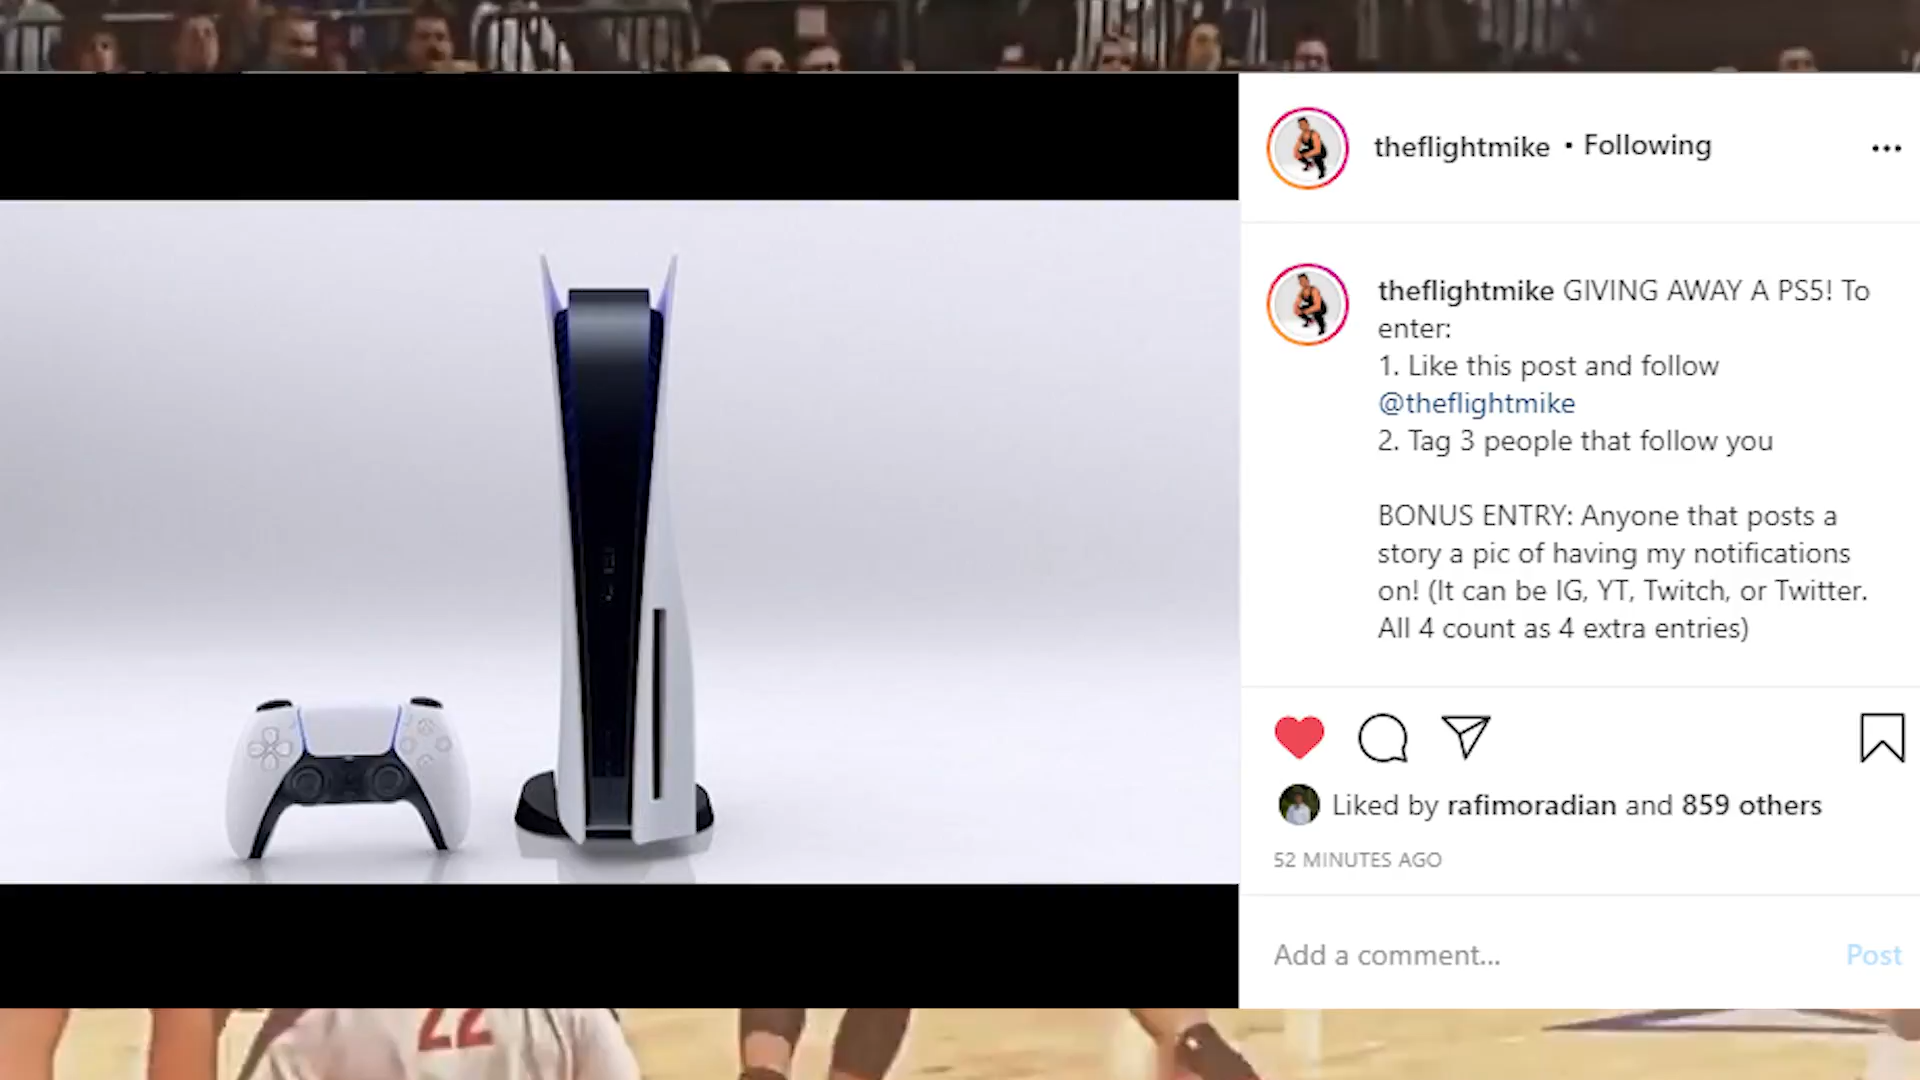 theflightmike • Following
theflightmike GIVING AWAY A PS5! To
enter:
1. Like this post and follow
@theflightmike
2. Tag 3 people that follow you
BONUS ENTRY: Anyone that posts a
story a pic of having my notifications
on! (It can be IG, YT, Twitch, or Twitter.
All 4 count as 4 extra entries)
Liked by rafimoradian and 859 others
52 MINUTES AGO
Add a comment... Post
22